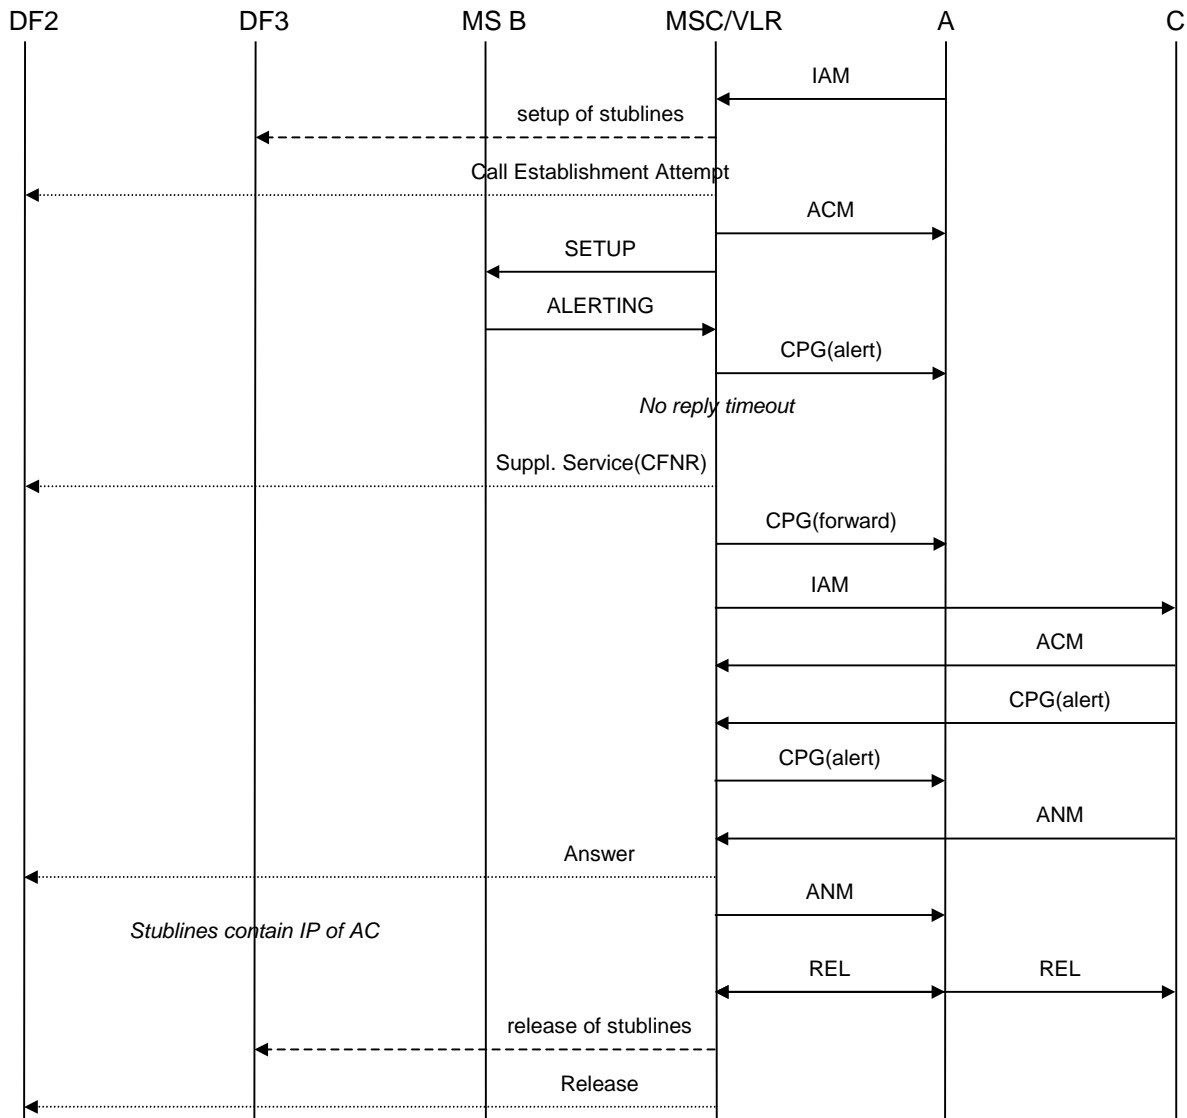 DF2 DF3 MS B MSC/VLR A C
IAM
setup of stublines
Call Establishment Attempt
ACM
SETUP
ALERTING
CPG(alert)
No reply timeout
Suppl. Service(CFNR)
CPG(forward)
IAM
ACM
CPG(alert)
CPG(alert)
ANM
Answer
ANM
Stublines contain IP of AC
REL REL
release of stublines
Release